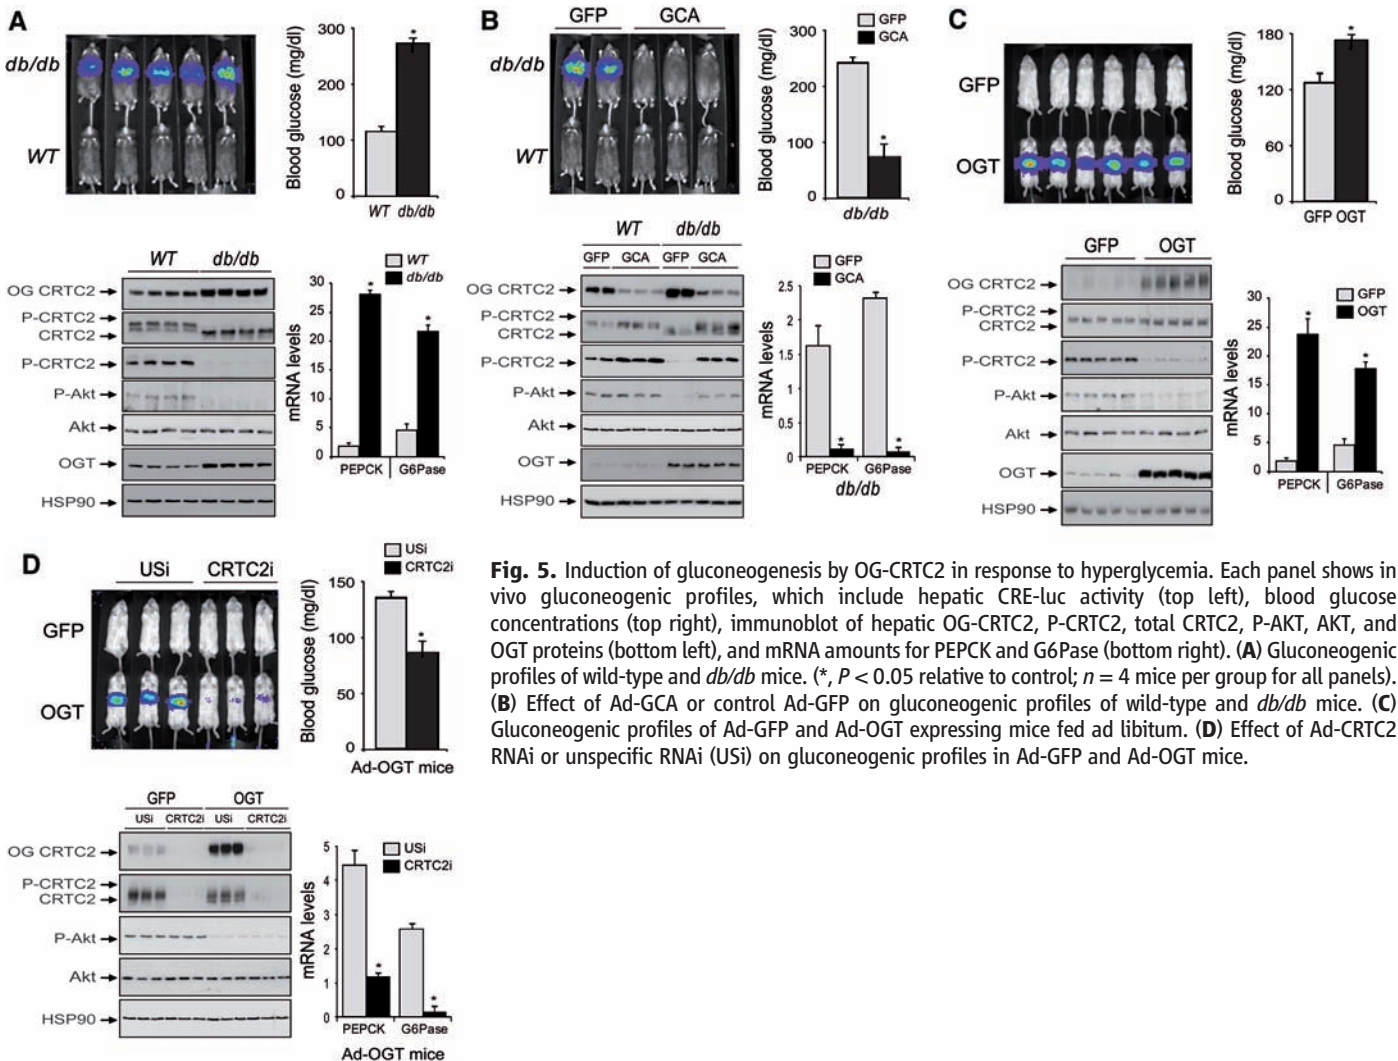 A
db/db
WT
Blood glucose (mg/dl)
300
200
100
0
*
WT db/db
WT db/db
OG CRTC2
P-CRTC2
CRTC2
P-CRTC2
P-Akt
Akt
OGT
HSP90
WT
db/db
mRNA levels
30
25
20
15
10
5
0
*
*
PEPCK G6Pase
B
GFP GCA
db/db
WT
GFP
GCA
Blood glucose (mg/dl)
300
200
100
0
*
db/db
WT db/db
GFP GCA GFP GCA
OG CRTC2
P-CRTC2
CRTC2
P-CRTC2
P-Akt
Akt
OGT
HSP90
GFP
GCA
mRNA levels
2.5
2
1.5
1
0.5
0
*
*
PEPCK G6Pase
db/db
C
GFP
OGT
Blood glucose (mg/dl)
180
120
60
0
*
GFP OGT
GFP OGT
OG CRTC2
P-CRTC2
CRTC2
P-CRTC2
P-Akt
Akt
OGT
HSP90
GFP
OGT
mRNA levels
30
25
20
15
10
5
0
*
*
PEPCK G6Pase
D
USi CRTC2i
GFP
OGT
USi
CRTC2i
Blood glucose (mg/dl)
150
100
50
0
*
Ad-OGT mice
GFP OGT
USi CRTC2i USi CRTC2i
OG CRTC2
P-CRTC2
CRTC2
P-Akt
Akt
HSP90
USi
CRTC2i
mRNA levels
5
4
3
2
1
0
*
*
PEPCK G6Pase
Ad-OGT mice
Fig. 5. Induction of gluconeogenesis by OG-CRTC2 in response to hyperglycemia. Each panel shows in
vivo gluconeogenic profiles, which include hepatic CRE-luc activity (top left), blood glucose
concentrations (top right), immunoblot of hepatic OG-CRTC2, P-CRTC2, total CRTC2, P-AKT, AKT, and
OGT proteins (bottom left), and mRNA amounts for PEPCK and G6Pase (bottom right). (A) Gluconeogenic
profiles of wild-type and db/db mice. (*, P < 0.05 relative to control; n = 4 mice per group for all panels).
(B) Effect of Ad-GCA or control Ad-GFP on gluconeogenic profiles of wild-type and db/db mice. (C)
Gluconeogenic profiles of Ad-GFP and Ad-OGT expressing mice fed ad libitum. (D) Effect of Ad-CRTC2
RNAi or unspecific RNAi (USi) on gluconeogenic profiles in Ad-GFP and Ad-OGT mice.